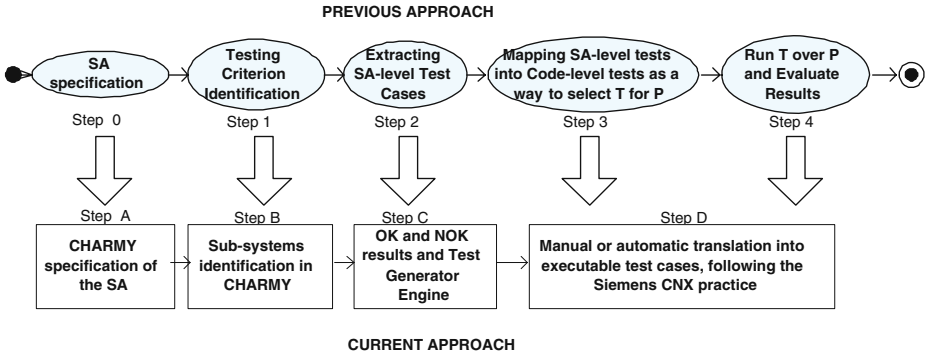 PREVIOUS APPROACH
SA
specification
Testing
Criterion
Identification
Extracting
SA-level Test
Cases
Mapping SA-level tests
into Code-level tests as a
way to select T for P
Run T over P
and Evaluate
Results
Step 0
Step 1
Step 2
Step 3
Step 4
Step A
CHARMY
specification of
the SA
Step B
Sub-systems
identification in
CHARMY
Step C
OK and NOK
results and Test
Generator
Engine
Step D
Manual or automatic translation into
executable test cases, following the
Siemens CNX practice
CURRENT APPROACH